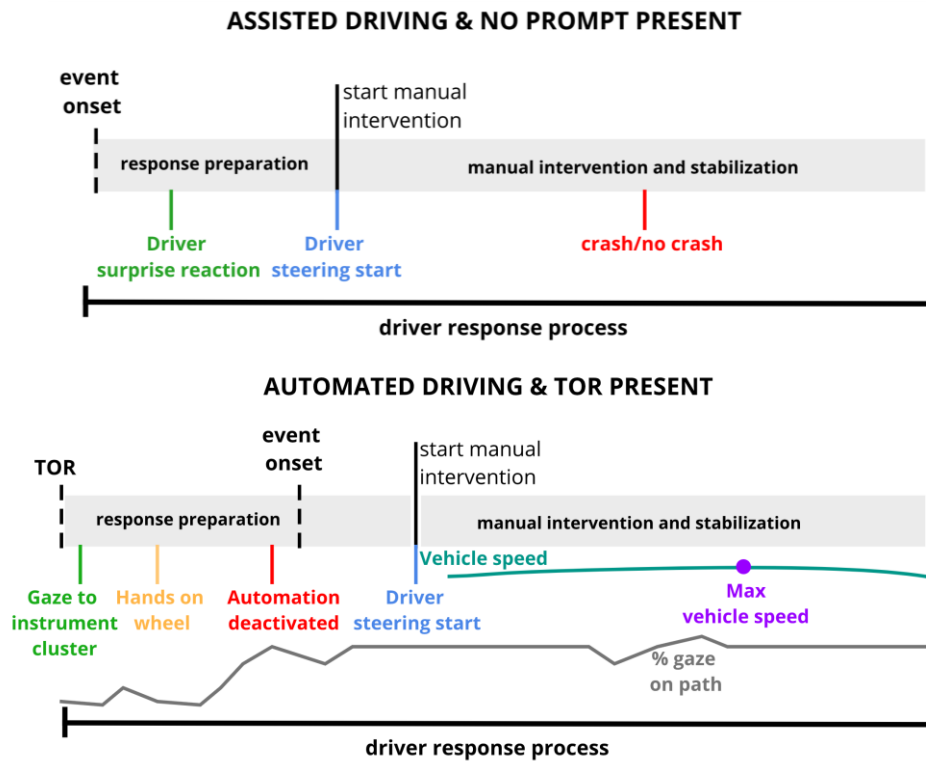 ASSISTED DRIVING & NO PROMPT PRESENT
event
onset
start manual
intervention
response preparation
manual intervention and stabilization
Driver
surprise reaction
Driver
steering start
crash/no crash
driver response process
AUTOMATED DRIVING & TOR PRESENT
TOR
event
onset
start manual
intervention
response preparation
manual intervention and stabilization
Vehicle speed
Gaze to
instrument
cluster
Hands on
wheel
Automation
deactivated
Driver
steering start
Max
vehicle speed
% gaze
on path
driver response process